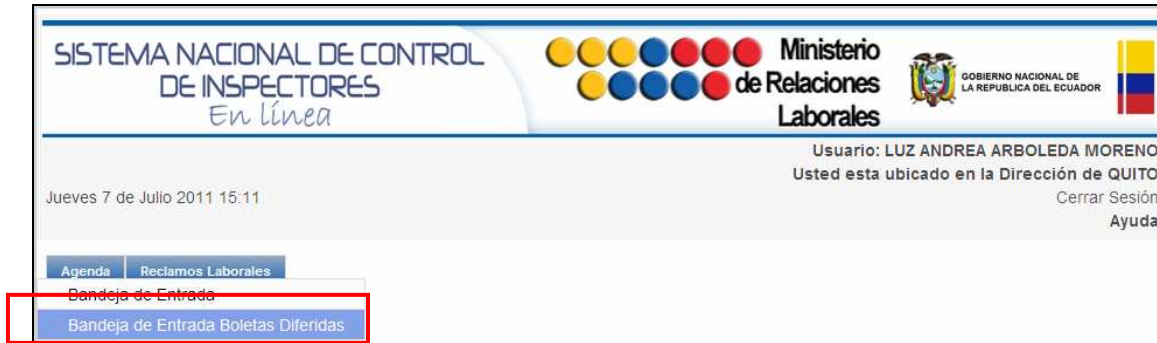 SISTEMA NACIONAL DE CONTROL
DE INSPECTORES
En línea
Ministerio
de Relaciones
Laborales
GOBIERNO NACIONAL DE
LA REPUBLICA DEL ECUADOR
Usuario: LUZ ANDREA ARBOLEDA MORENO
Usted esta ubicado en la Dirección de QUITO
Jueves 7 de Julio 2011 15:11
Cerrar Sesión
Ayuda
Agenda Reclamos Laborales
Bandeja de Entrada
Bandeja de Entrada Boletas Diferidas